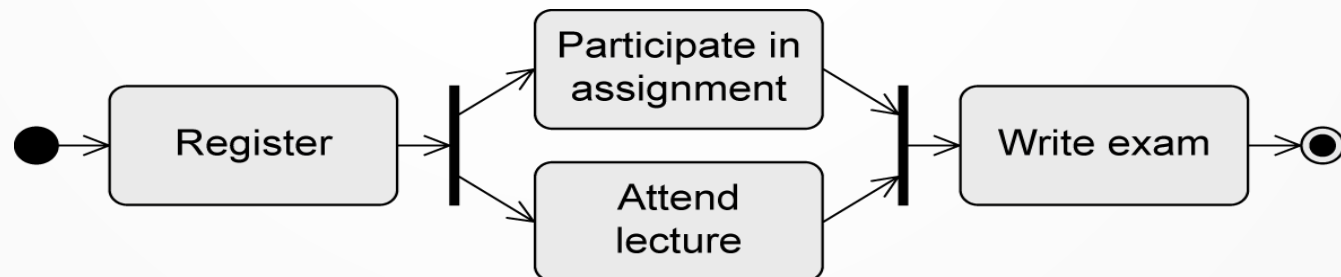 Register
Participate in
assignment
Attend
lecture
Write exam